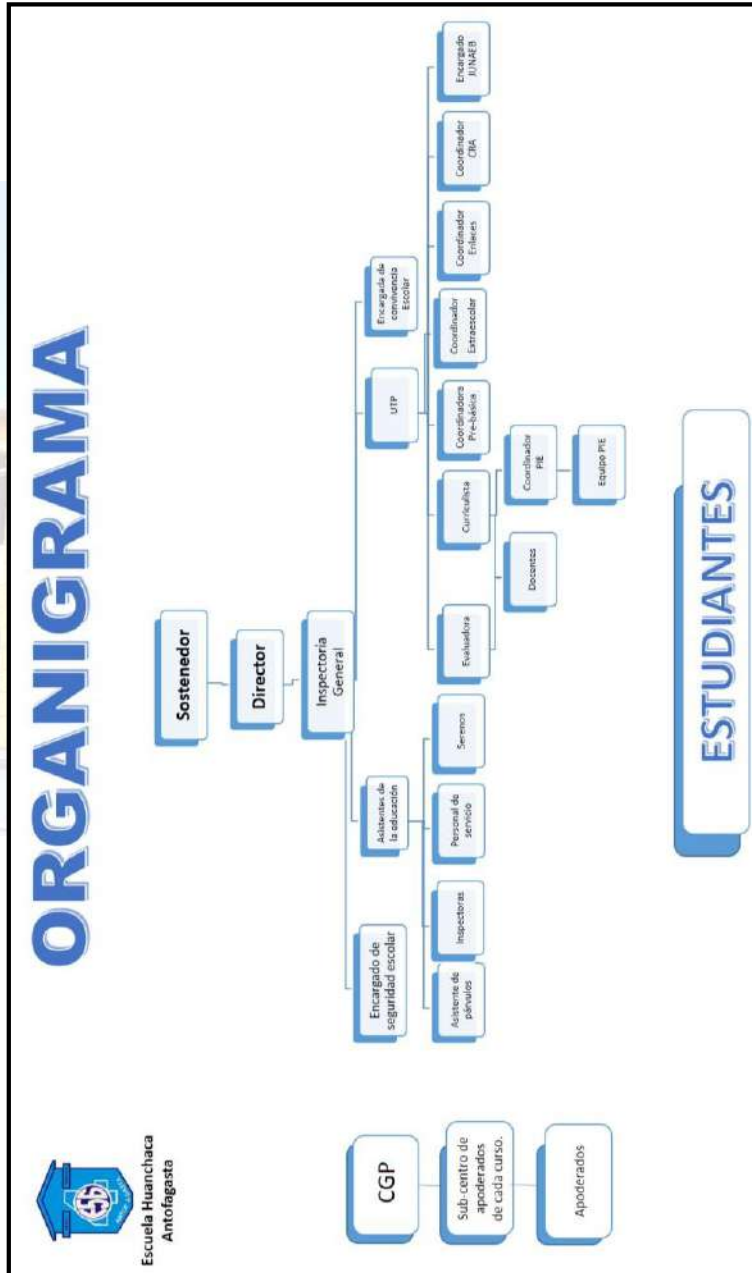 ORGANIGRAMA
Escuela Huanchaca
Antofagasta
Sostenedor
Director
Inspectoría
General
Encargado de
seguridad escolar
Asistentes de
la educación
UTP
Encargada de
convivencia
Escolar
Asistente de
párvulos
Inspectoras
Personal de
servicio
Serenos
Evaluadora
Curriculista
Coordinadora
Pre-básica
Coordinador
Extraescolar
Coordinador
Enlaces
Coordinador
CRA
Encargado
JUNAEB
Docentes
Coordinador
PIE
Equipo PIE
CGP
Sub-centro de
apoderados
de cada curso.
Apoderados
ESTUDIANTES